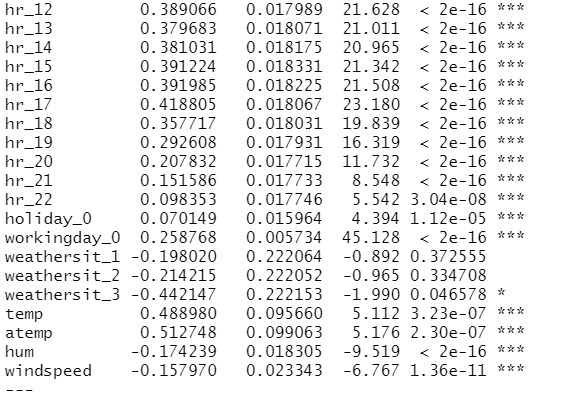 hr_12 0.389066 0.017989 21.628 < 2e-16 ***
hr_13 0.379683 0.018071 21.011 < 2e-16 ***
hr_14 0.381031 0.018175 20.965 < 2e-16 ***
hr_15 0.391224 0.018331 21.342 < 2e-16 ***
hr_16 0.391985 0.018225 21.508 < 2e-16 ***
hr_17 0.418805 0.018067 23.180 < 2e-16 ***
hr_18 0.357717 0.018031 19.839 < 2e-16 ***
hr_19 0.292608 0.017931 16.319 < 2e-16 ***
hr_20 0.207832 0.017715 11.732 < 2e-16 ***
hr_21 0.151586 0.017733 8.548 < 2e-16 ***
hr_22 0.098353 0.017746 5.542 3.04e-08 ***
holiday_0 0.070149 0.015964 4.394 1.12e-05 ***
workingday_0 0.258768 0.005734 45.128 < 2e-16 ***
weathersit_1 -0.198020 0.222064 -0.892 0.372555
weathersit_2 -0.214215 0.222052 -0.965 0.334708
weathersit_3 -0.442147 0.222153 -1.990 0.046578 *
temp 0.488980 0.095660 5.112 3.23e-07 ***
atemp 0.512748 0.099063 5.176 2.30e-07 ***
hum -0.174239 0.018305 -9.519 < 2e-16 ***
windspeed -0.157970 0.023343 -6.767 1.36e-11 ***
---